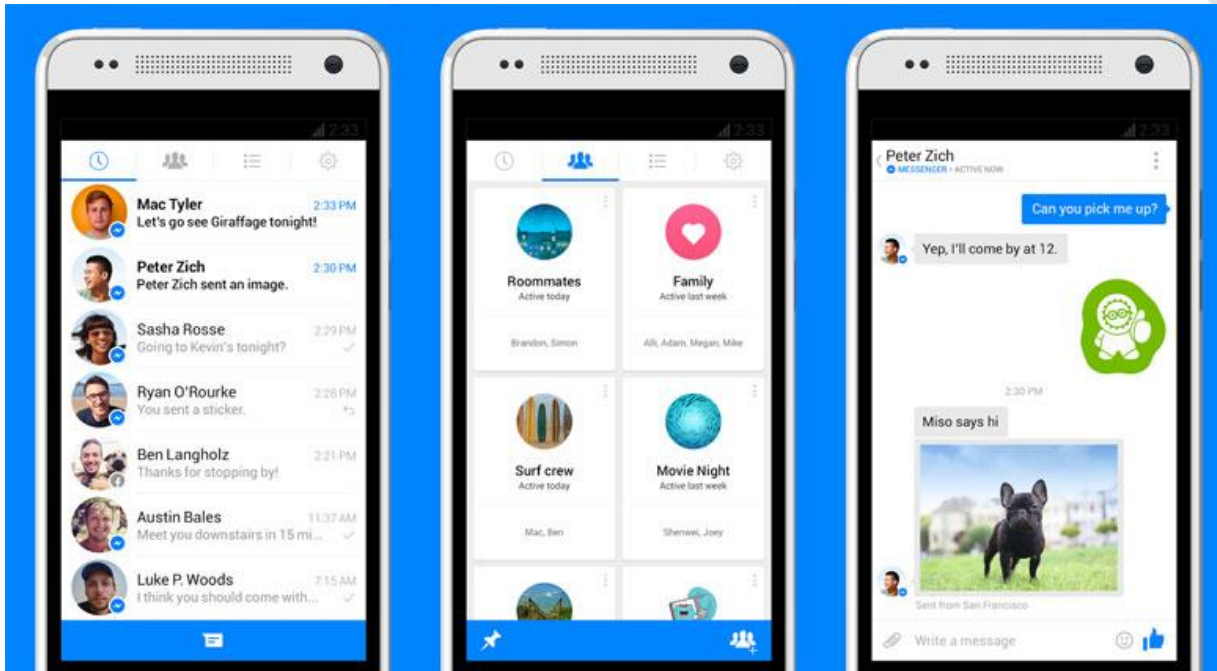 2:33
Mac Tyler 2:33 PM
Let's go see Giraffage tonight!
Peter Zich 2:30 PM
Peter Zich sent an image.
Sasha Rosse 2:29 PM
Going to Kevin's tonight?
Ryan O'Rourke 2:28 PM
You sent a sticker.
Ben Langholz 2:21 PM
Thanks for stopping by!
Austin Bales 11:37 AM
Meet you downstairs in 15 mi...
Luke P. Woods 7:15 AM
I think you should come with...
2:33
Roommates
Active today
Brandon, Simon
Family
Active last week
Alli, Adam, Megan, Mike
Surf crew
Active today
Mac, Ben
Movie Night
Active last week
Shenwei, Joey
2:33
Peter Zich
MESSENGER • ACTIVE NOW
Can you pick me up?
Yep, I'll come by at 12.
2:30 PM
Miso says hi
Sent from San Francisco
Write a message